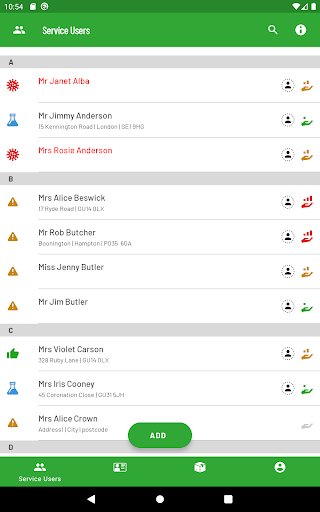 10:54
Service Users
A
Mr Janet Alba
Mr Jimmy Anderson
15 Kennington Road | London | SE1 9HG
Mrs Rosie Anderson
B
Mrs Alice Beswick
17 Ryde Road | GU14 0LX
Mr Rob Butcher
Boonington | Hampton | PO35-60A
Miss Jenny Butler
Mr Jim Butler
C
Mrs Violet Carson
328 Ruby Lane | GU14 0LX
Mrs Iris Cooney
45 Coronation Close | GU31 5JH
Mrs Alice Crown
Address1 | City | postcode
ADD
D
Service Users